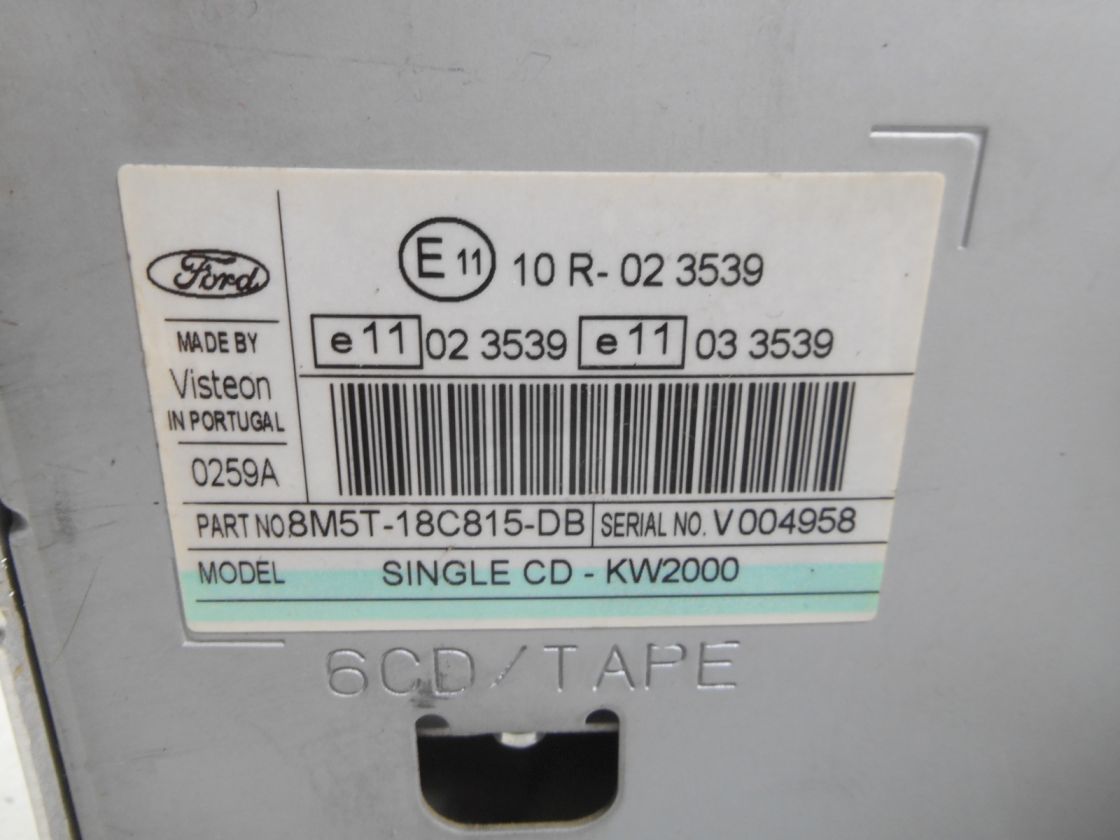 E 11 10 R- 02 3539
Ford
e11 02 3539 e11 03 3539
MADE BY
Visteon
IN PORTUGAL
0259A
PART NO. 8M5T-18C815-DB SERIAL NO. V004958
MODEL SINGLE CD - KW2000
6CD/TAPE